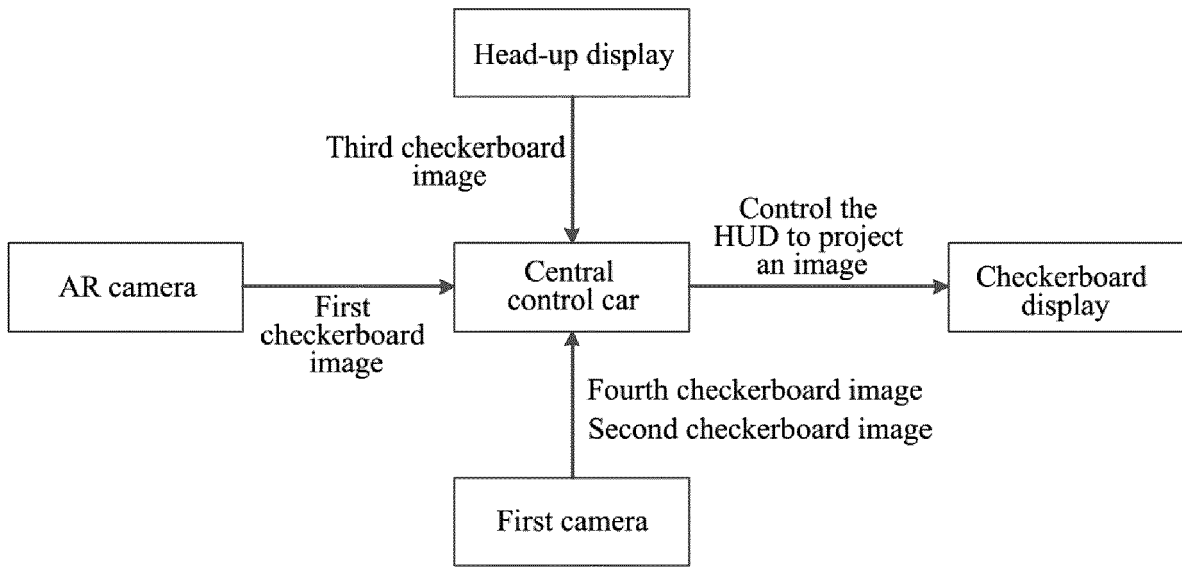 Head-up display
Third checkerboard
image
AR camera
First
checkerboard
image
Central
control car
Control the
HUD to project
an image
Checkerboard
display
Fourth checkerboard image
Second checkerboard image
First camera